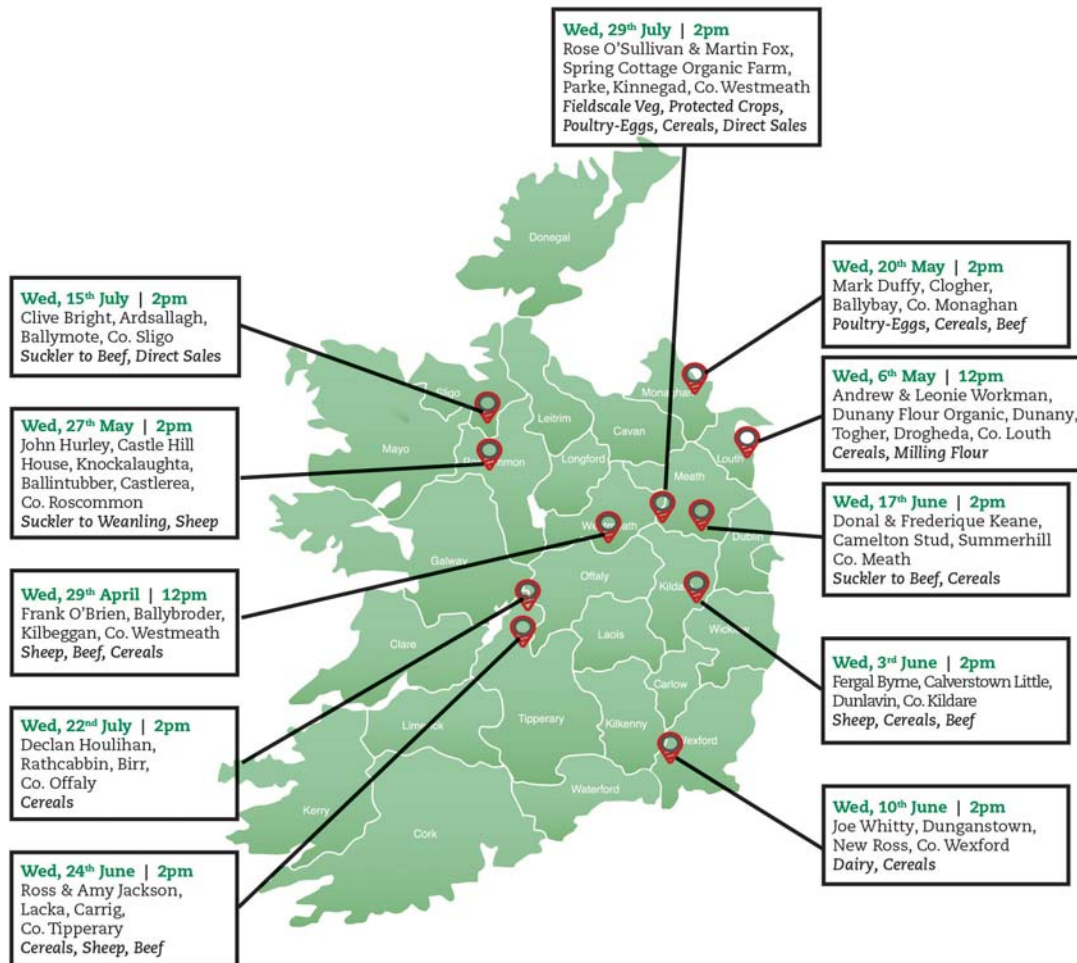 Wed, 29th July | 2pm
Rose O'Sullivan & Martin Fox,
Spring Cottage Organic Farm,
Parke, Kinnegad, Co. Westmeath
Fieldscale Veg, Protected Crops,
Poultry-Eggs, Cereals, Direct Sales
Wed, 15th July | 2pm
Clive Bright, Ardsallagh,
Ballymote, Co. Sligo
Suckler to Beef, Direct Sales
Wed, 27th May | 2pm
John Hurley, Castle Hill
House, Knockalaughta,
Ballintubber, Castlerea,
Co. Roscommon
Suckler to Weanling, Sheep
Wed, 29th April | 12pm
Frank O'Brien, Ballybroder,
Kilbeggan, Co. Westmeath
Sheep, Beef, Cereals
Wed, 22nd July | 2pm
Declan Houlihan,
Rathcabbin, Birr,
Co. Offaly
Cereals
Wed, 24th June | 2pm
Ross & Amy Jackson,
Lacka, Carrig,
Co. Tipperary
Cereals, Sheep, Beef
Donegal
Sligo
Leitrim
Monaghan
Cavan
Mayo
Longford
Louth
Meath
Dublin
Galway
Offaly
Laois
Wicklow
Clare
Carlow
Tipperary
Kilkenny
Limerick
Waterford
Kerry
Cork
Wed, 20th May | 2pm
Mark Duffy, Clogher,
Ballybay, Co. Monaghan
Poultry-Eggs, Cereals, Beef
Wed, 6th May | 12pm
Andrew & Leonie Workman,
Dunany Flour Organic, Dunany,
Togher, Drogheda, Co. Louth
Cereals, Milling Flour
Wed, 17th June | 2pm
Donal & Frederique Keane,
Camelton Stud, Summerhill
Co. Meath
Suckler to Beef, Cereals
Wed, 3rd June | 2pm
Fergal Byrne, Calverstown Little,
Dunlavin, Co. Kildare
Sheep, Cereals, Beef
Wed, 10th June | 2pm
Joe Whitty, Dunganstown,
New Ross, Co. Wexford
Dairy, Cereals